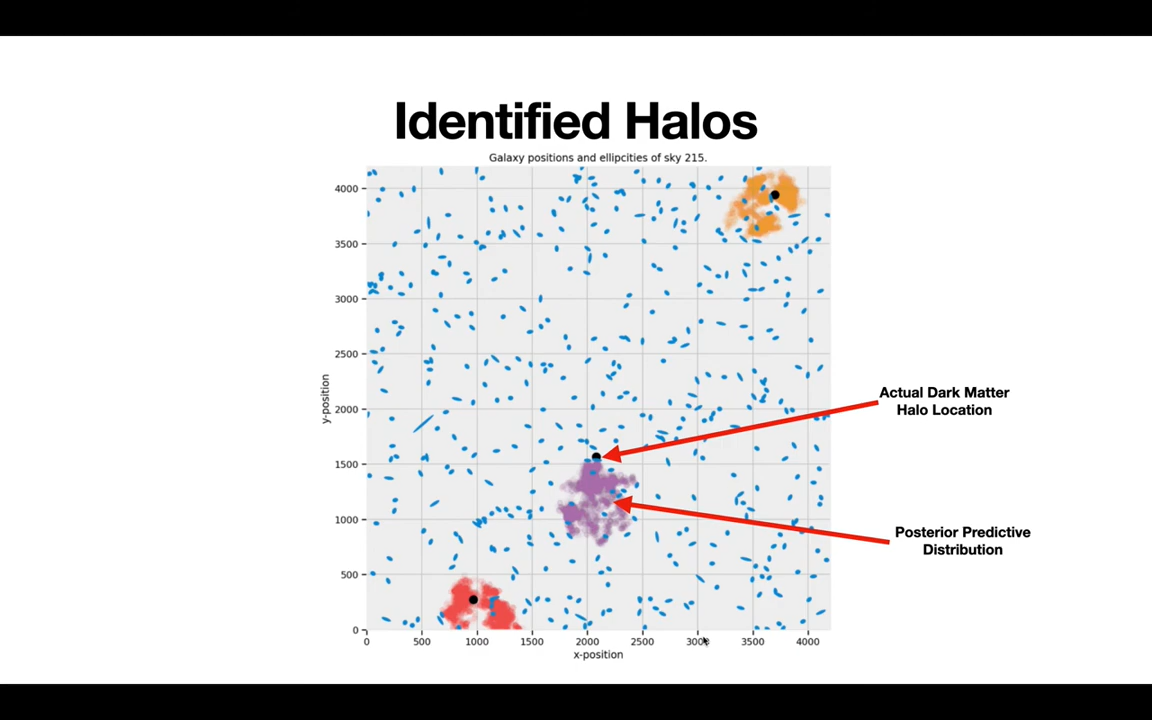 Identified Halos
Galaxy positions and ellipcities of sky 215.
4000
3500
3000
2500
2000
1500
1000
500
0
y-position
0 500 1000 1500 2000 2500 3000 3500 4000
x-position
Actual Dark Matter
Halo Location
Posterior Predictive
Distribution